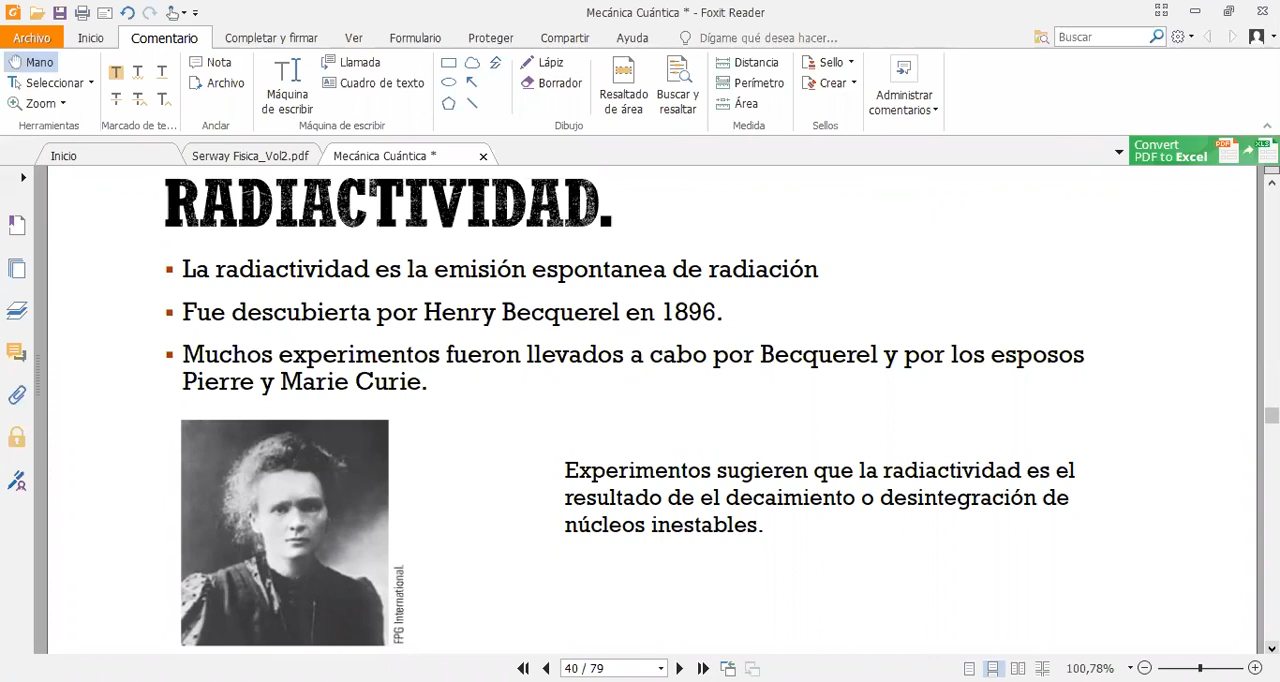 Mecánica Cuántica * - Foxit Reader
Archivo Inicio Comentario Completar y firmar Ver Formulario Proteger Compartir Ayuda Dígame qué desea hacer... Buscar
Mano
Seleccionar
Zoom
Herramientas
Marcado de te...
Nota
Archivo
Anclar
Máquina de escribir
Llamada
Cuadro de texto
Máquina de escribir
Lápiz
Borrador
Resaltado de área
Buscar y resaltar
Dibujo
Distancia
Perímetro
Área
Medida
Sello
Crear
Sellos
Administrar comentarios
Inicio Serway Fisica_Vol2.pdf Mecánica Cuántica *
Convert
PDF to Excel
PDF XLS
RADIACTIVIDAD.
▪ La radiactividad es la emisión espontanea de radiación
▪ Fue descubierta por Henry Becquerel en 1896.
▪ Muchos experimentos fueron llevados a cabo por Becquerel y por los esposos
Pierre y Marie Curie.
Experimentos sugieren que la radiactividad es el
resultado de el decaimiento o desintegración de
núcleos inestables.
FPG International.
40 / 79
100,78%